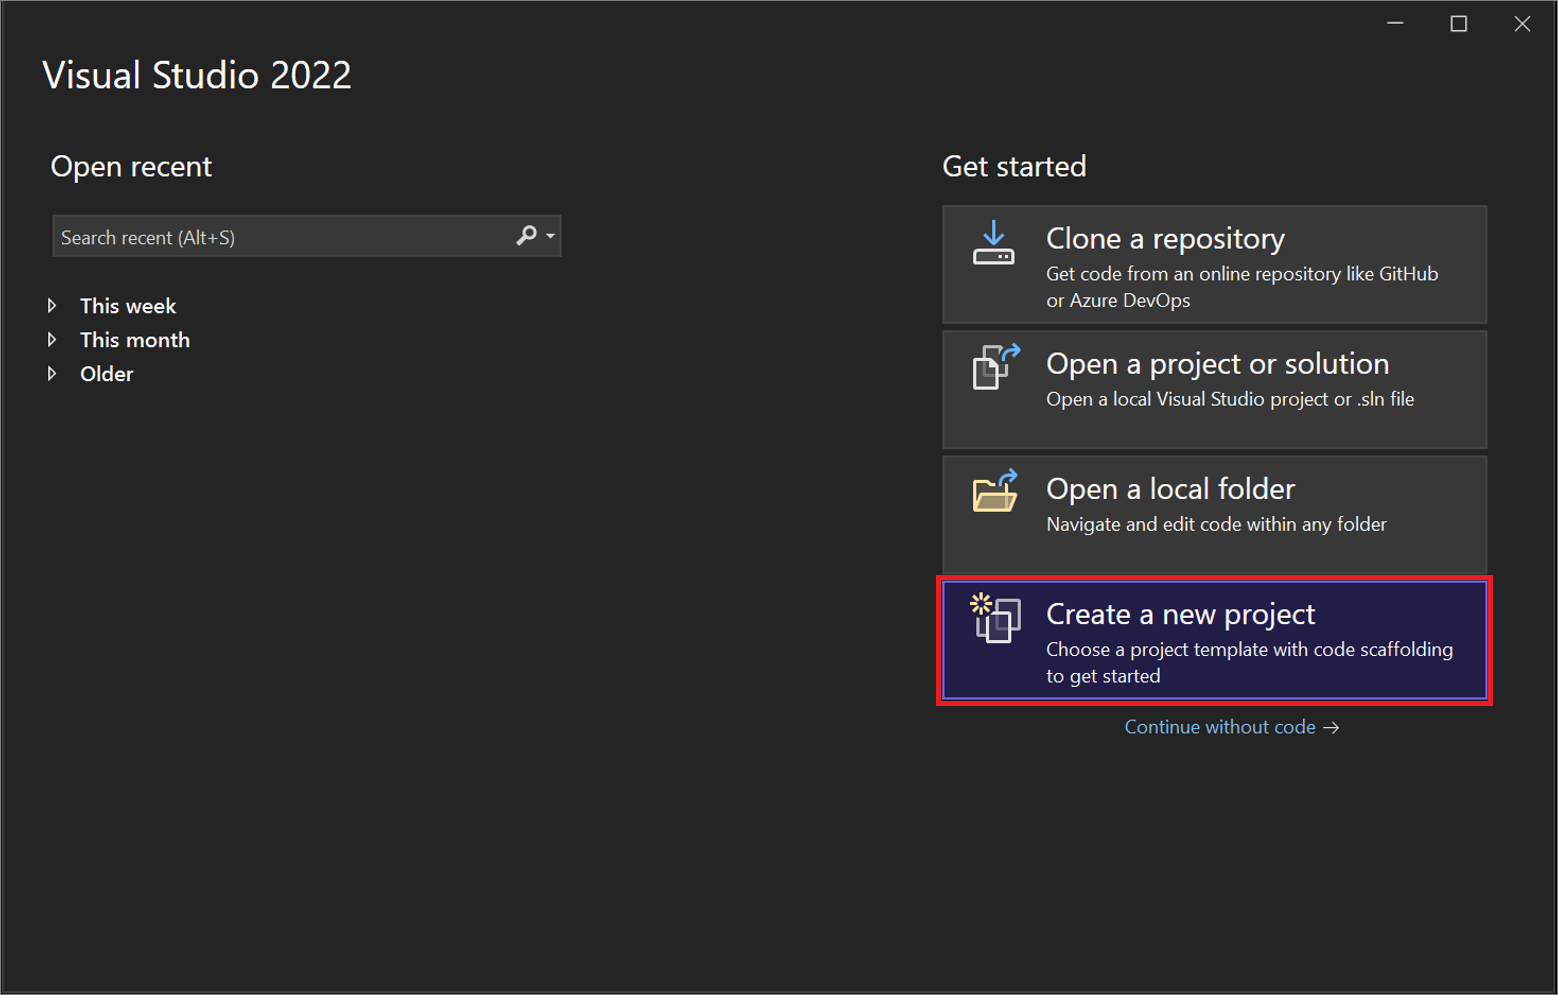 Visual Studio 2022
Open recent
Search recent (Alt+S)
This week
This month
Older
Get started
Clone a repository
Get code from an online repository like GitHub
or Azure DevOps
Open a project or solution
Open a local Visual Studio project or .sln file
Open a local folder
Navigate and edit code within any folder
Create a new project
Choose a project template with code scaffolding
to get started
Continue without code →